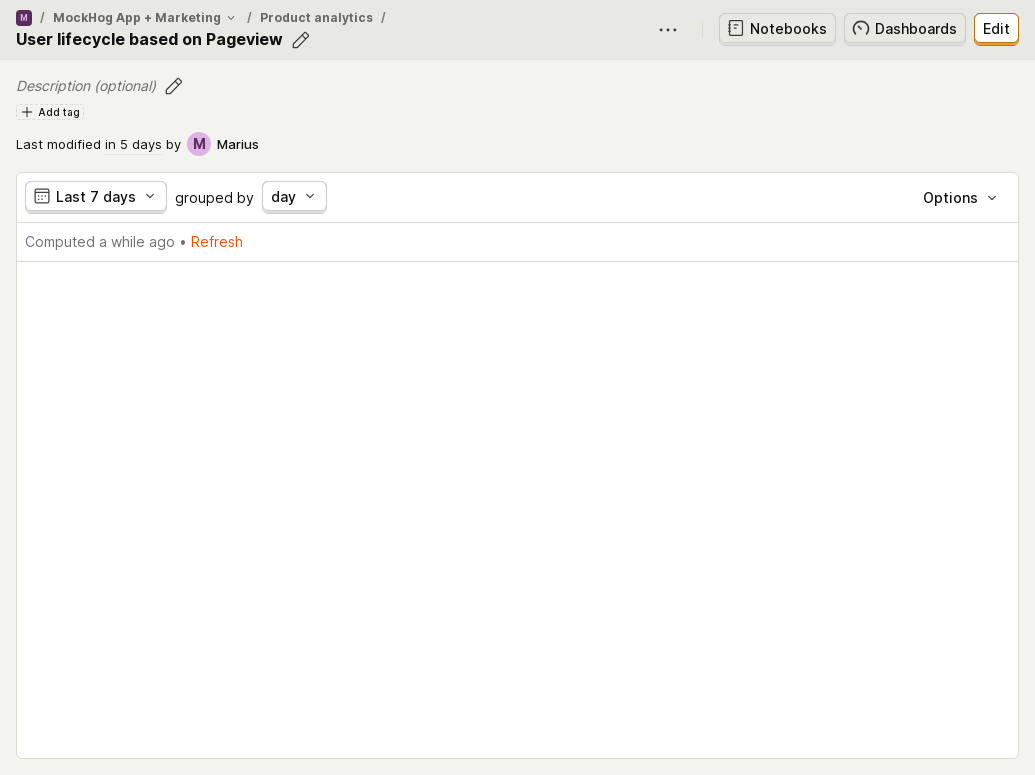 M / MockHog App + Marketing / Product analytics /
User lifecycle based on Pageview
Notebooks
Dashboards
Edit
Description (optional)
Add tag
Last modified in 5 days by M Marius
Last 7 days grouped by day
Options
Computed a while ago • Refresh